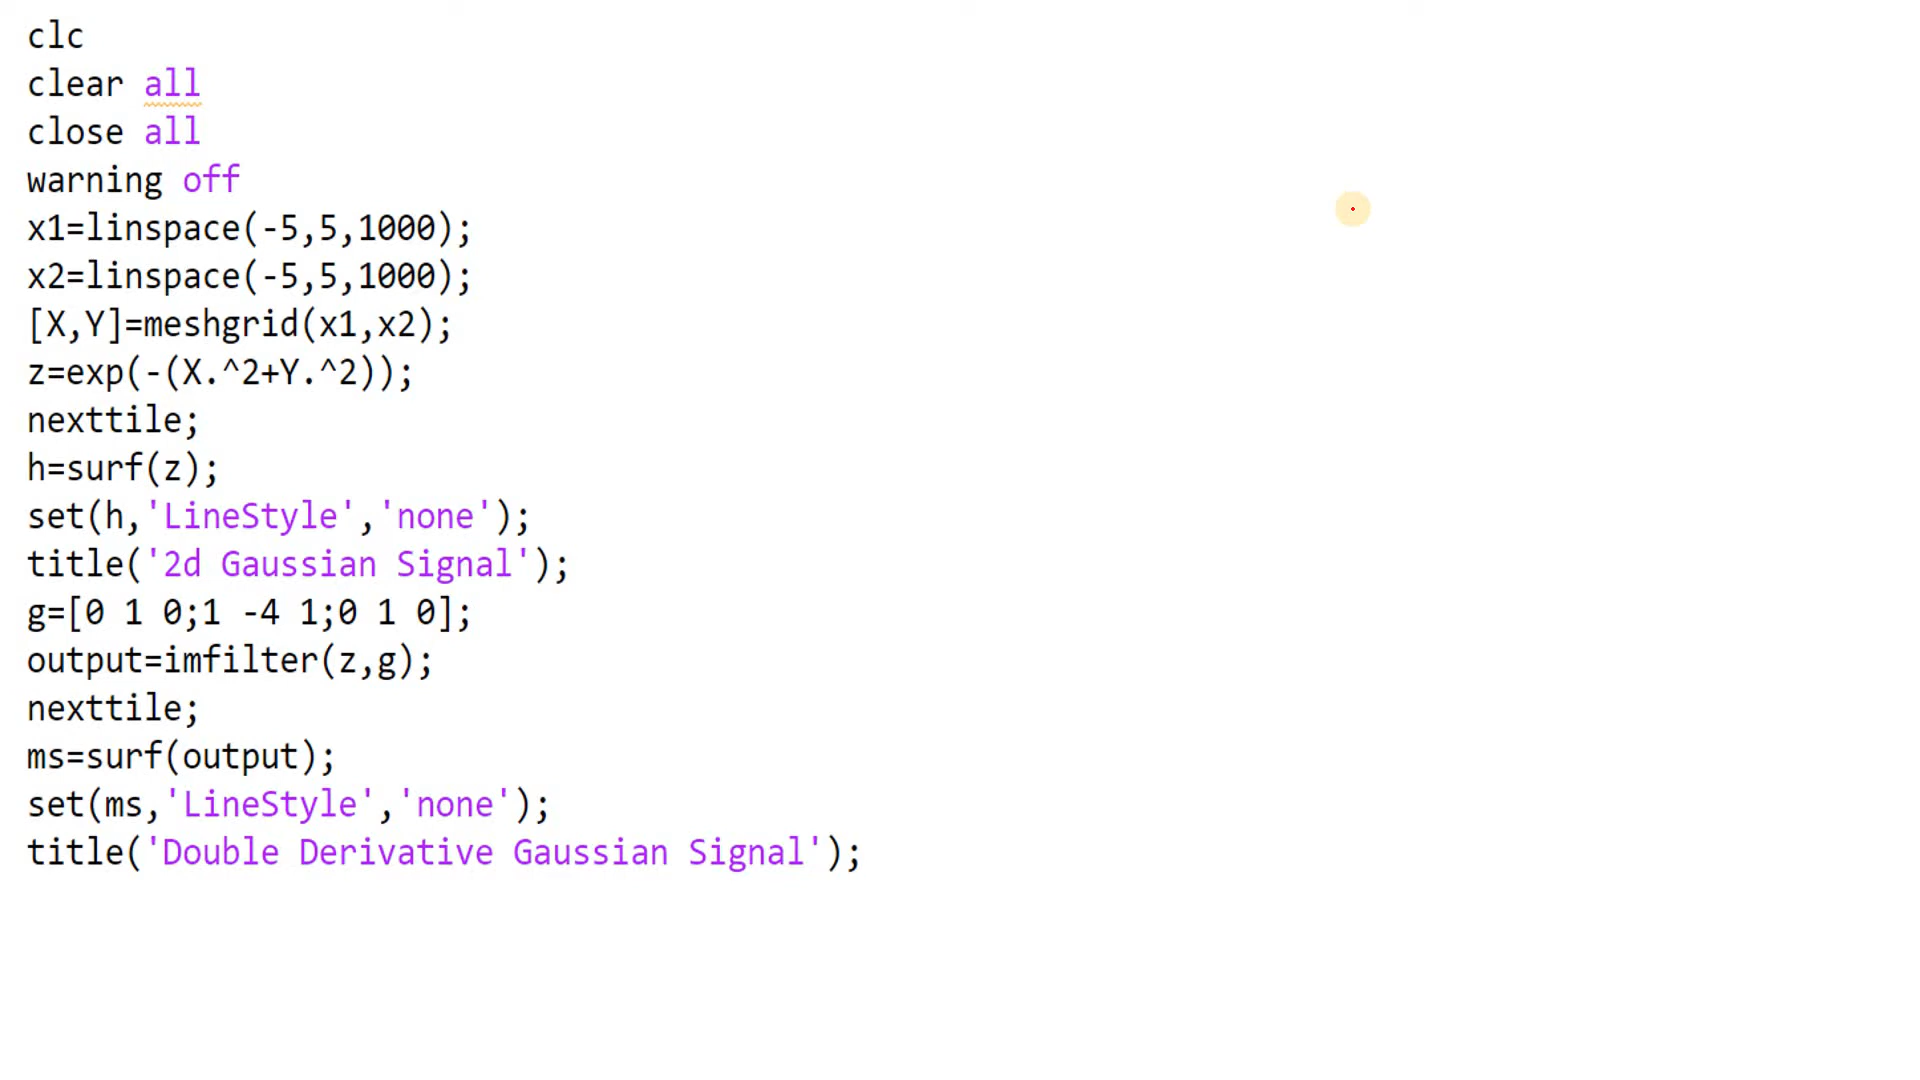 clc
clear all
close all
warning off
x1=linspace(-5,5,1000);
x2=linspace(-5,5,1000);
[X,Y]=meshgrid(x1,x2);
z=exp(-(X.^2+Y.^2));
nexttile;
h=surf(z);
set(h,'LineStyle','none');
title('2d Gaussian Signal');
g=[0 1 0;1 -4 1;0 1 0];
output=imfilter(z,g);
nexttile;
ms=surf(output);
set(ms,'LineStyle','none');
title('Double Derivative Gaussian Signal');